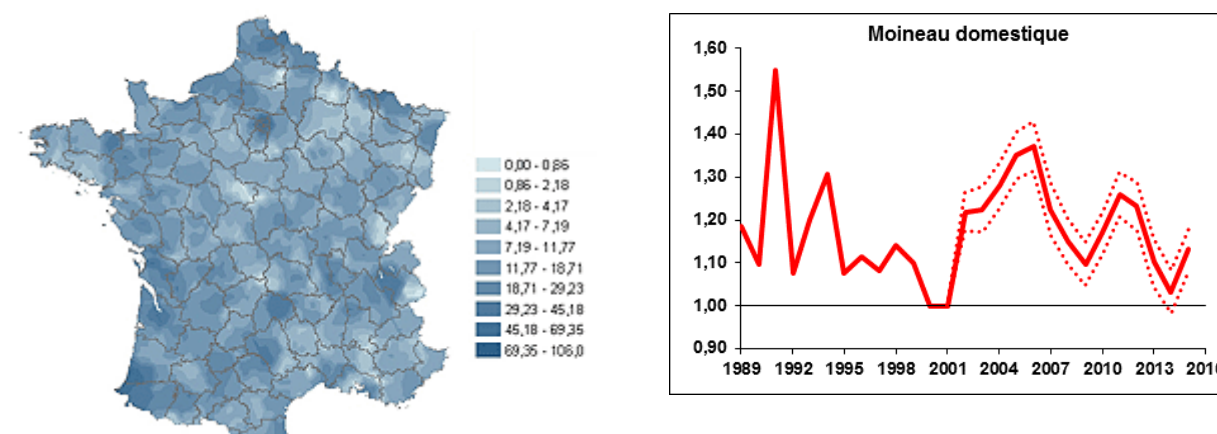 0,00 - 0,86
0,86 - 2,18
2,18 - 4,17
4,17 - 7,19
7,19 - 11,77
11,77 - 18,71
18,71 - 29,23
29,23 - 45,18
45,18 - 69,35
69,35 - 106,0
Moineau domestique
1,60
1,50
1,40
1,30
1,20
1,10
1,00
0,90
1989 1992 1995 1998 2001 2004 2007 2010 2013 2016